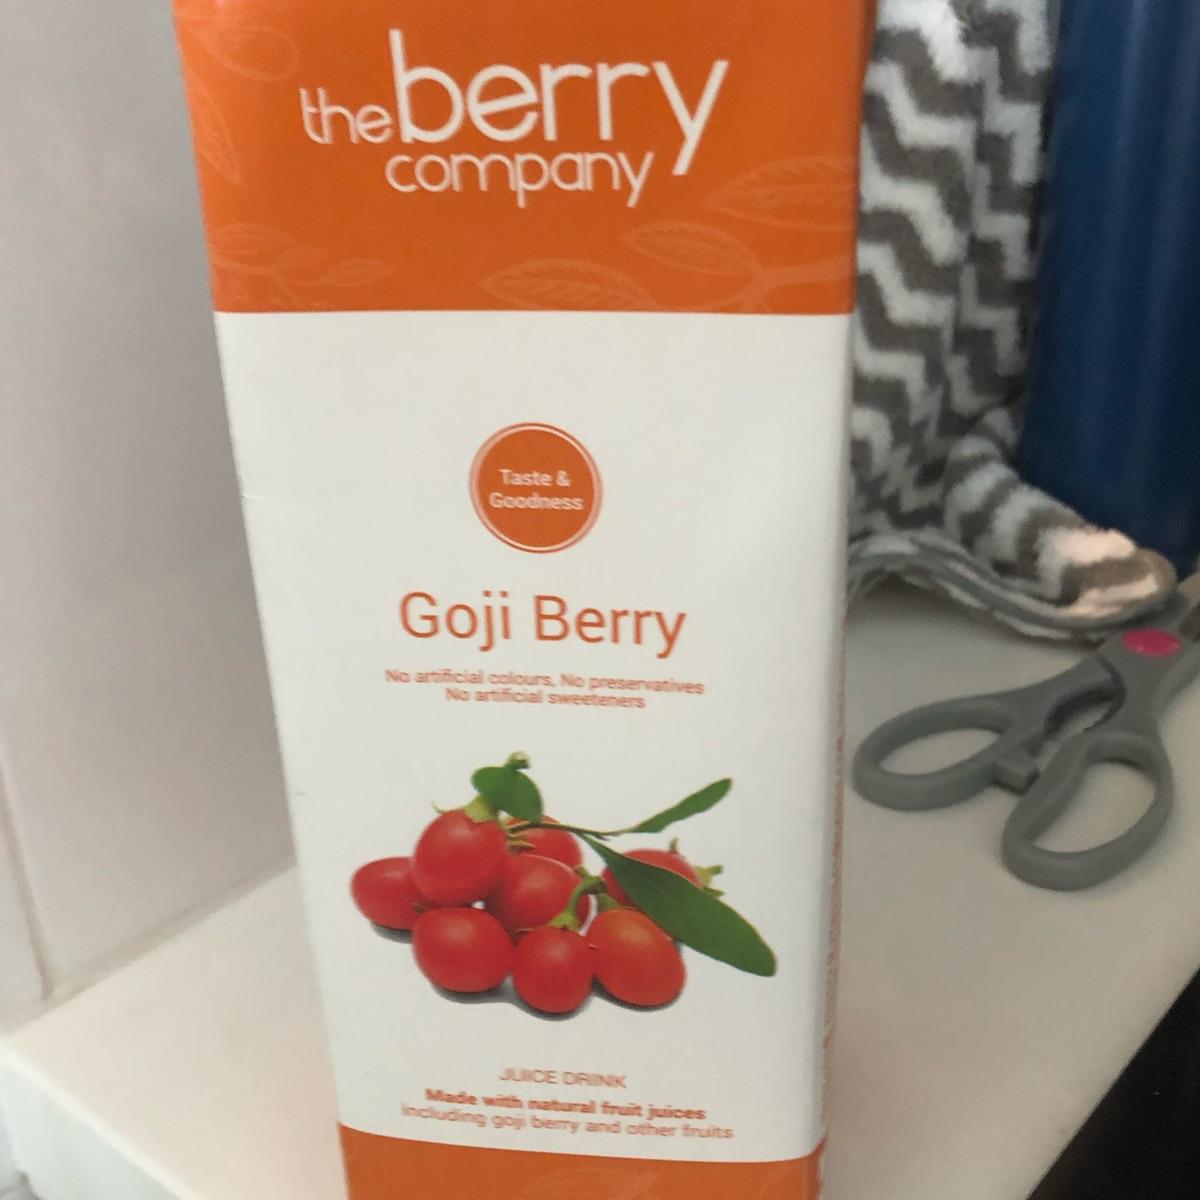 the berry
company
Taste &
Goodness
Goji Berry
No artificial colours, No preservatives
No artificial sweeteners
JUICE DRINK
Made with natural fruit juices
including goji berry and other fruits